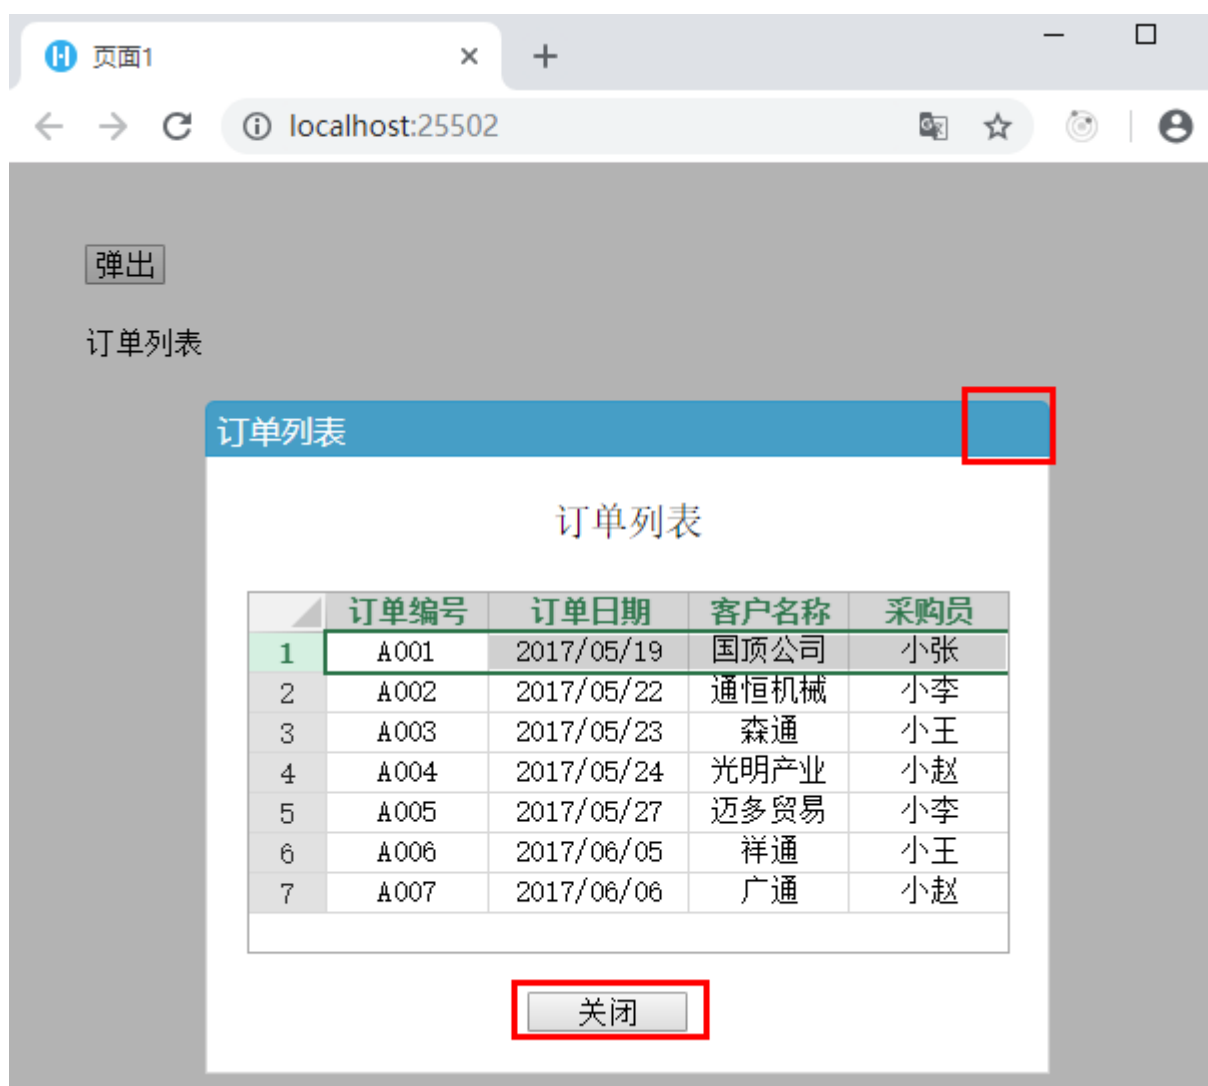 页面1
localhost:25502
弹出
订单列表
订单列表
订单列表
订单编号 订单日期 客户名称 采购员
1 A001 2017/05/19 国顶公司 小张
2 A002 2017/05/22 通恒机械 小李
3 A003 2017/05/23 森通 小王
4 A004 2017/05/24 光明产业 小赵
5 A005 2017/05/27 迈多贸易 小李
6 A006 2017/06/05 祥通 小王
7 A007 2017/06/06 广通 小赵
关闭